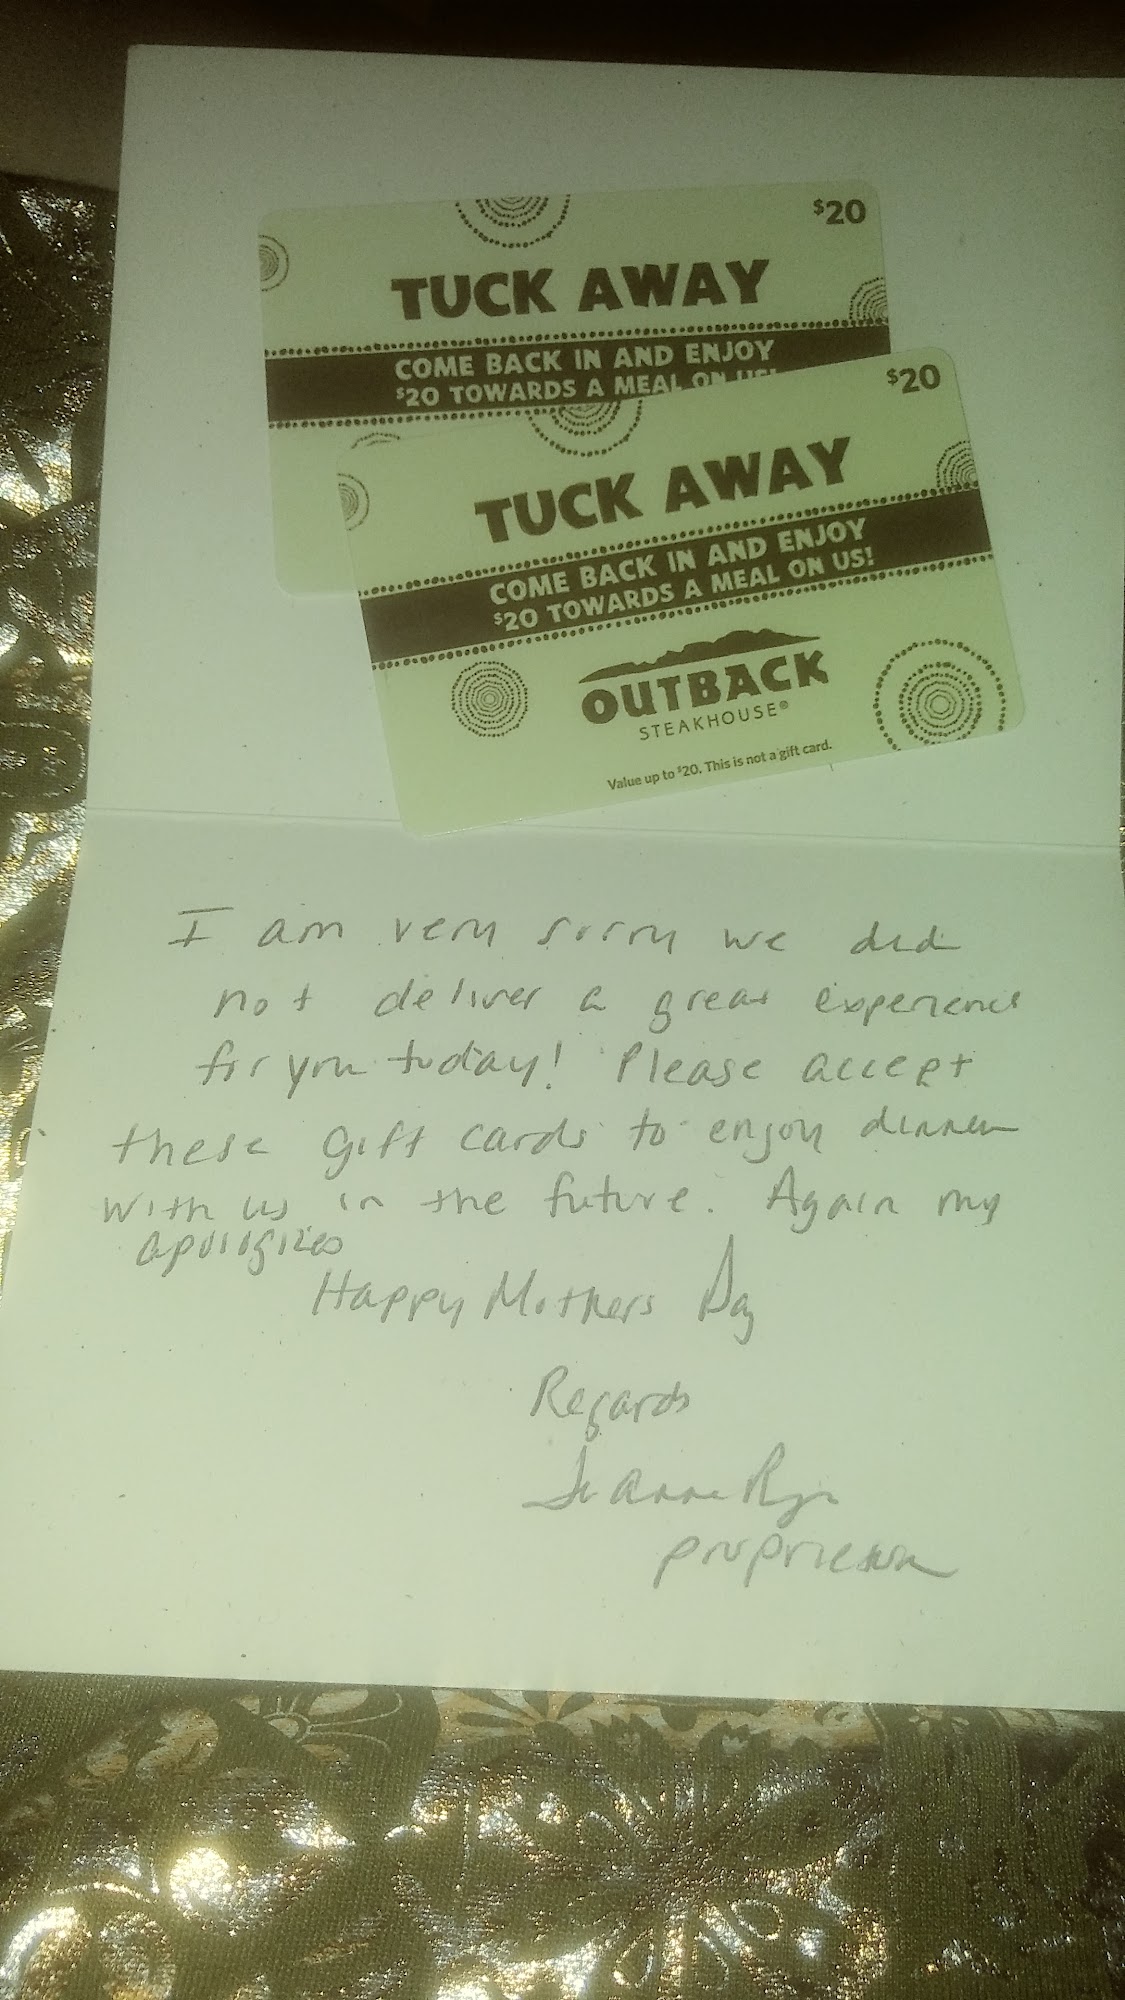 $20
TUCK AWAY
COME BACK IN AND ENJOY
$20 TOWARDS A MEAL ON US!
$20
TUCK AWAY
COME BACK IN AND ENJOY
$20 TOWARDS A MEAL ON US!
OUTBACK
STEAKHOUSE®
Value up to $20. This is not a gift card.
I am very sorry we did
not deliver a great experience
for you today! Please accept
these gift cards to enjoy dinner
with us in the future. Again my
apologizes
Happy Mothers Day
Regards